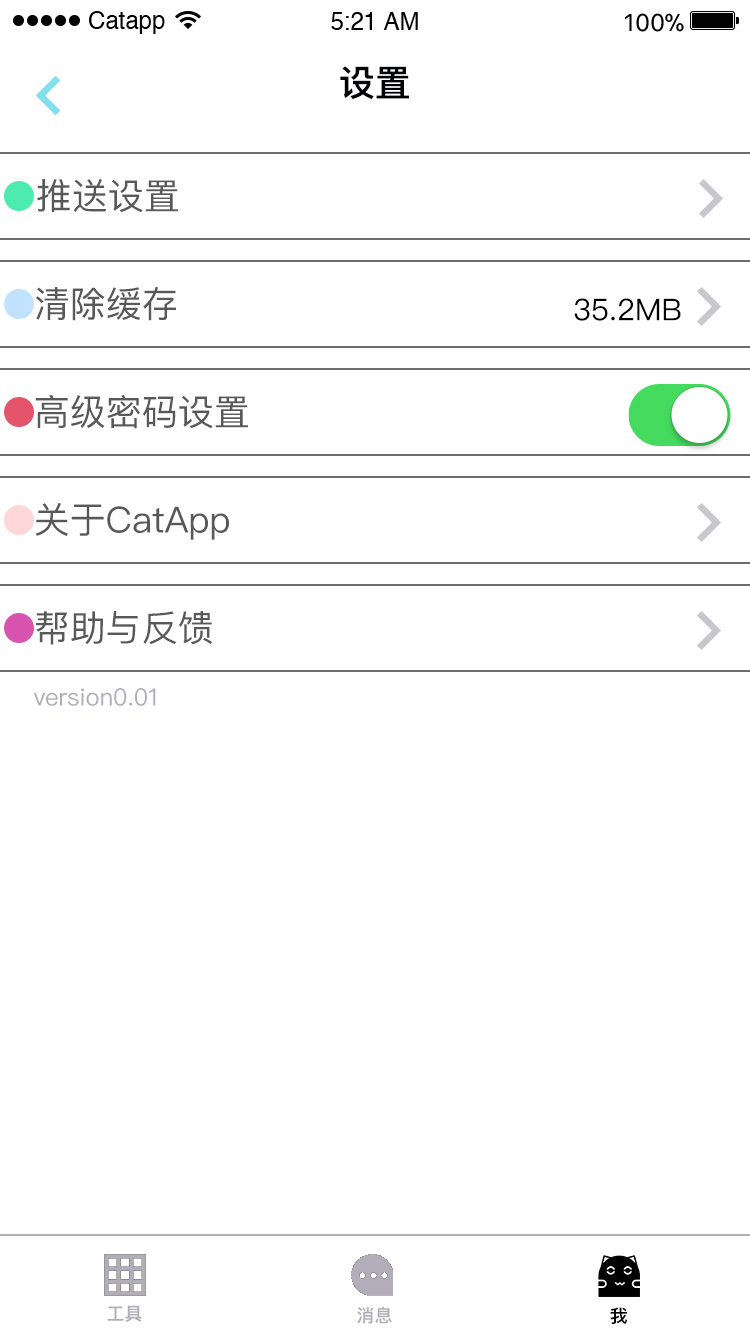 Catapp 5:21 AM 100%
设置
推送设置
清除缓存 35.2MB
高级密码设置
关于CatApp
帮助与反馈
version0.01
工具 消息 我